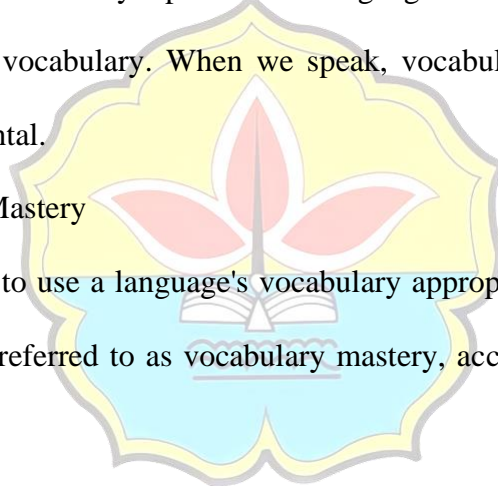 vocabulary. When we speak, vocabul
ntal.
Mastery
to use a language's vocabulary approp
referred to as vocabulary mastery, acc